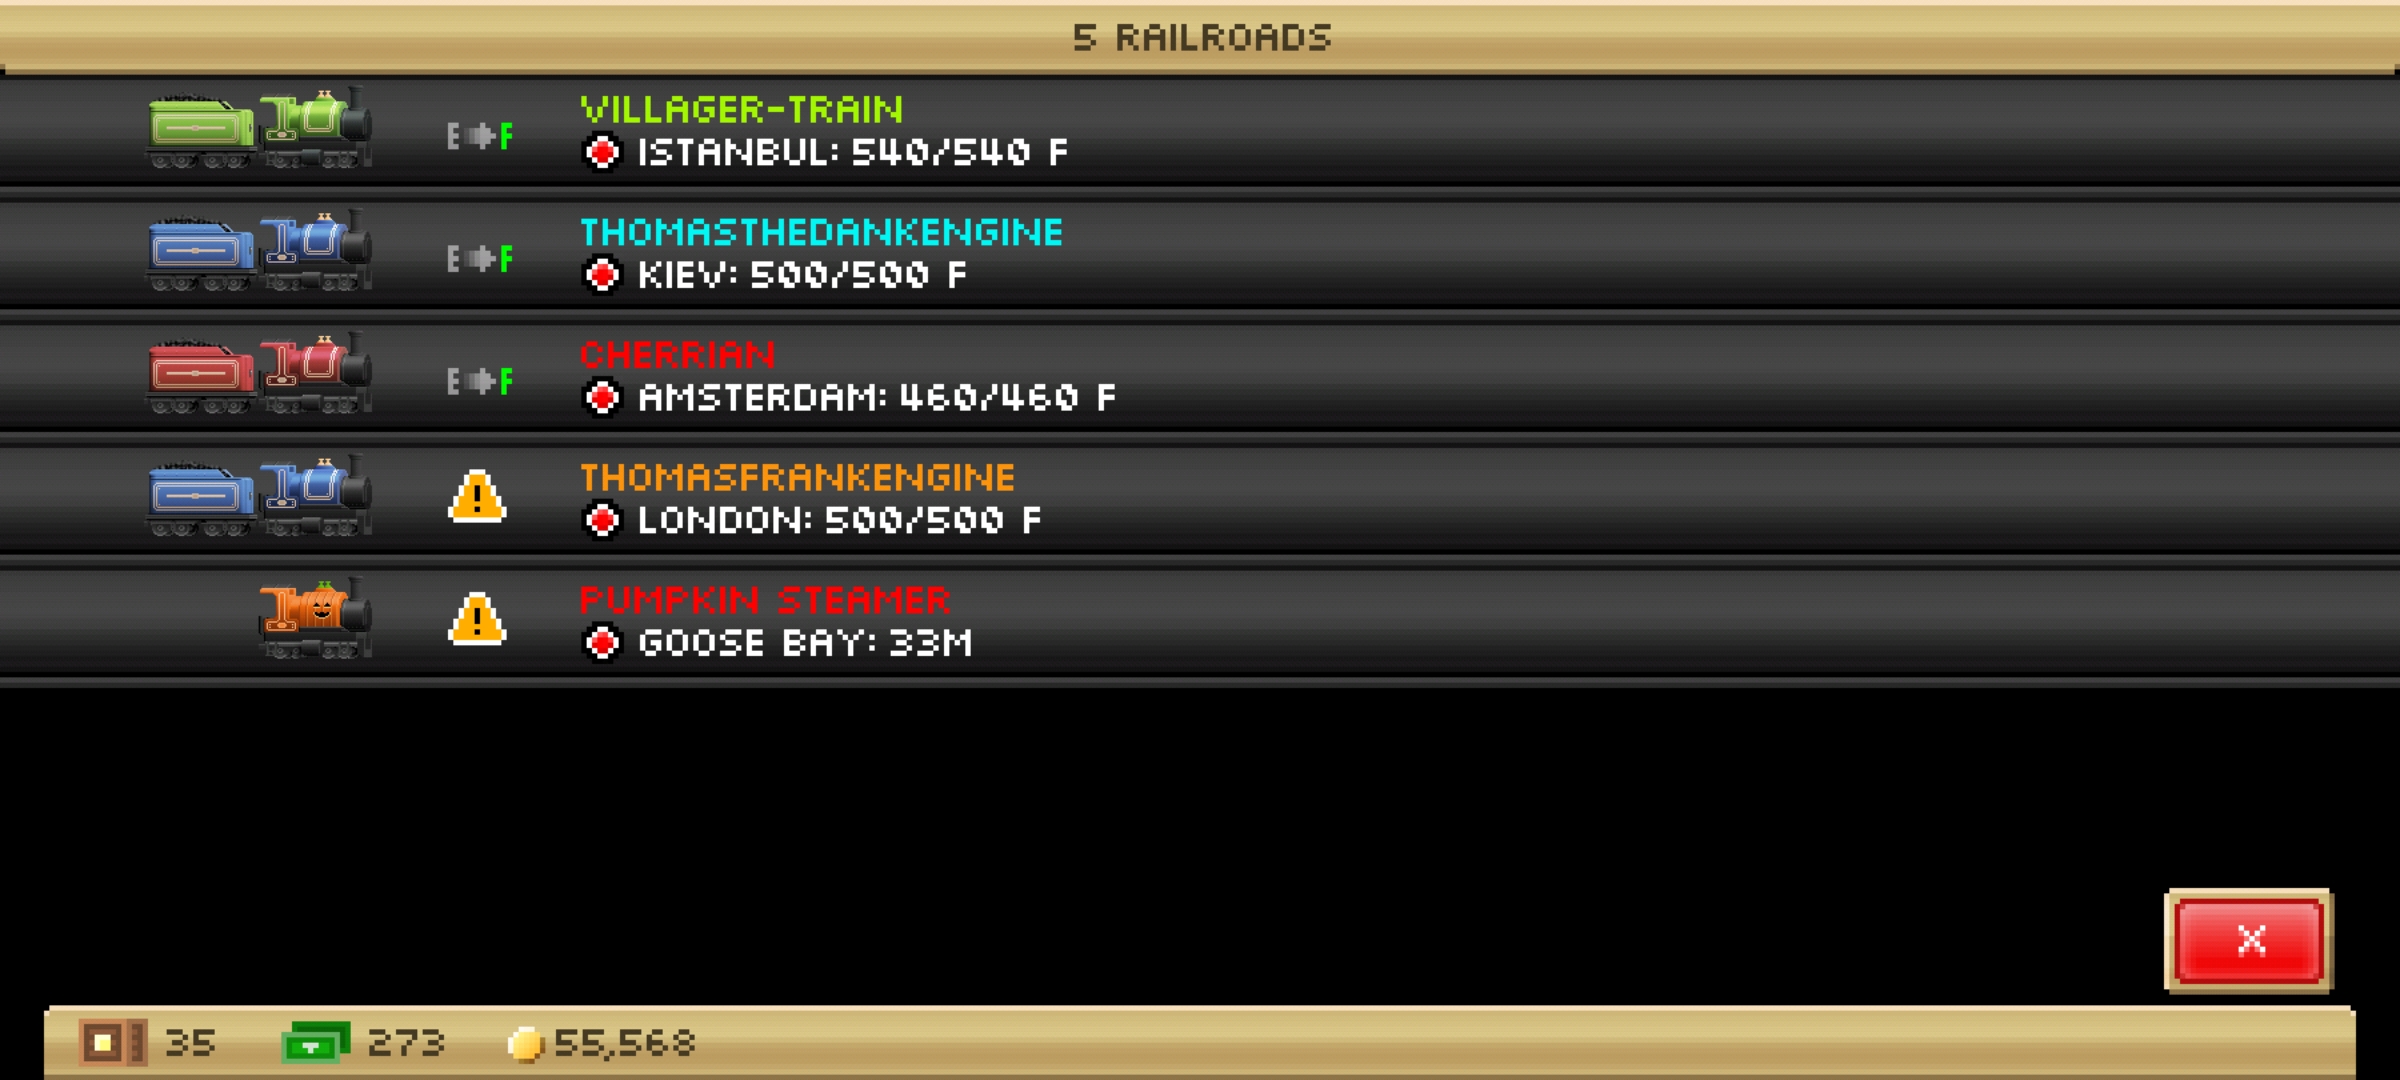 5 RAILROADS
VILLAGER-TRAIN
E F
ISTANBUL: 540/540 F
THOMASTHEDANKENGINE
E F
KIEV: 500/500 F
CHERRIAN
E F
AMSTERDAM: 460/460 F
THOMASFRANKENGINE
!
LONDON: 500/500 F
PUMPKIN STEAMER
!
GOOSE BAY: 33M
X
35 273 55,568